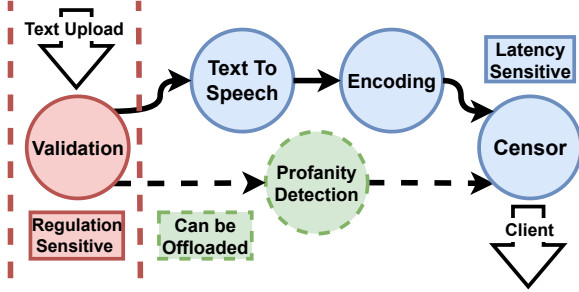 Text Upload
Text To
Speech
Encoding
Latency
Sensitive
Validation
Profanity
Detection
Censor
Regulation
Sensitive
Can be
Offloaded
Client